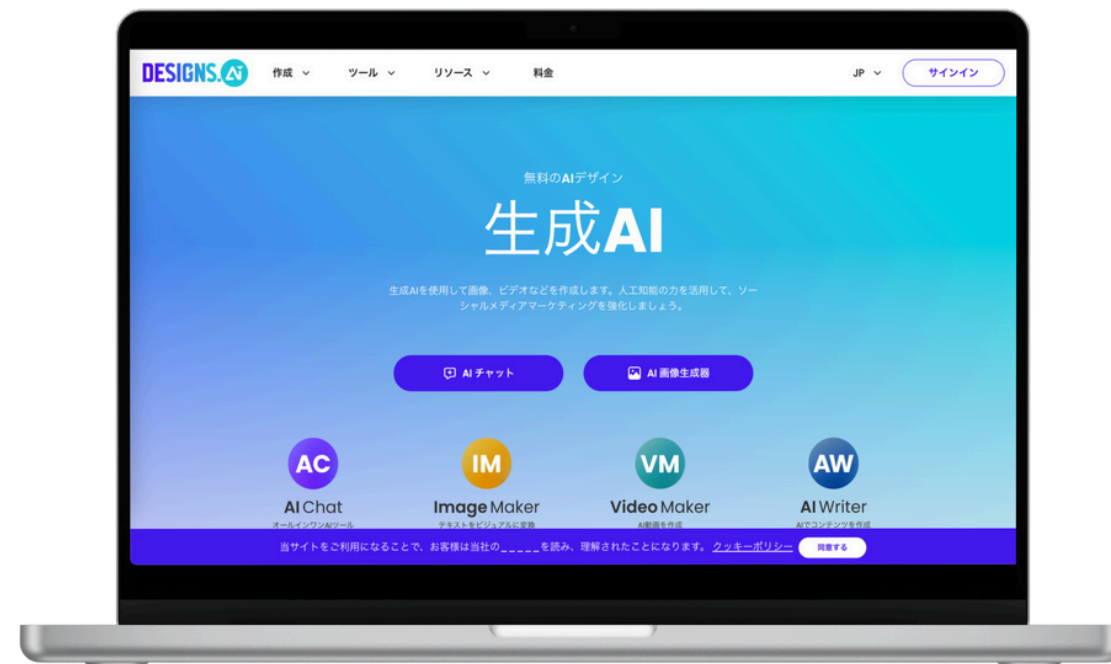 DESIGNS.Ai
作成 ツール リソース 料金 JP サインイン
無料のAIデザイン
生成AI
生成AIを使用して画像、ビデオなどを作成します。人工知能の力を活用して、ソー
シャルメディアマーケティングを強化しましょう。
AI チャット AI 画像生成器
AC IM VM AW
AI Chat Image Maker Video Maker AI Writer
オールインワンAIツール テキストをビジュアルに変換 AI動画を作成 AIでコンテンツを作成
当サイトをご利用になることで、お客様は当社の_____を読み、理解されたことになります。 クッキーポリシー 同意する